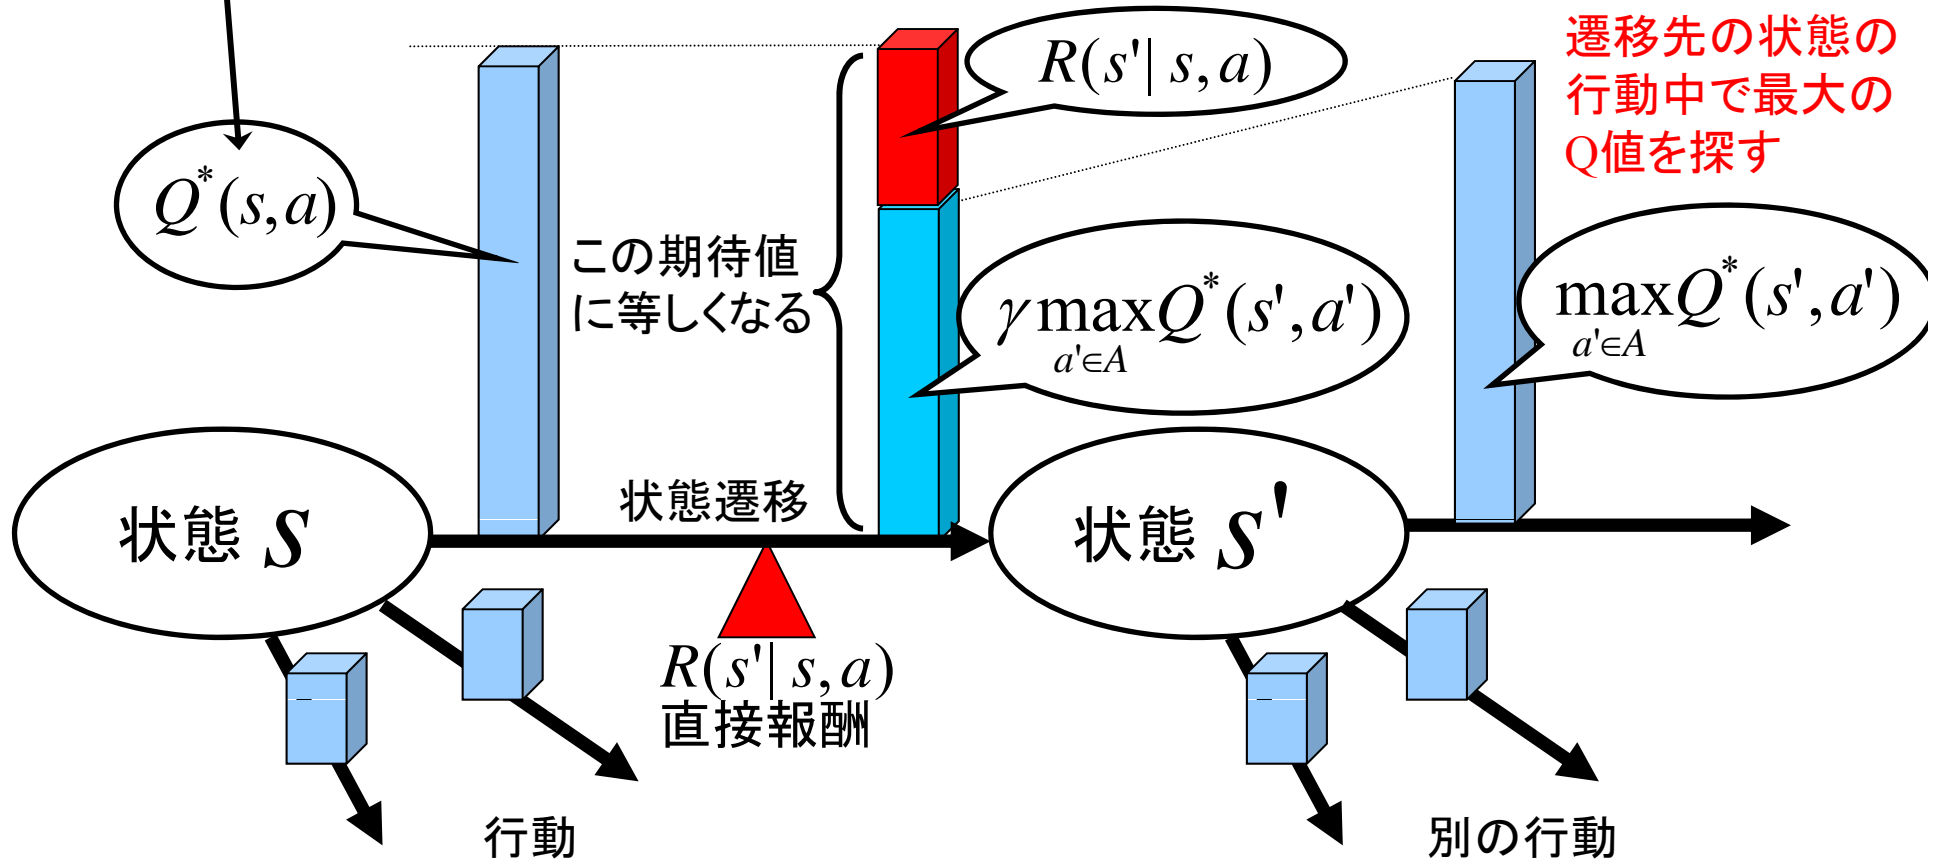 遷移先の状態の
行動中で最大の
Q値を探す
R(s'| s,a)
Q*(s,a)
この期待値
に等しくなる
γ max Q*(s',a')
a'∈A
max Q*(s',a')
a'∈A
状態 s
状態遷移
状態 s'
R(s'| s,a)
直接報酬
行動
別の行動